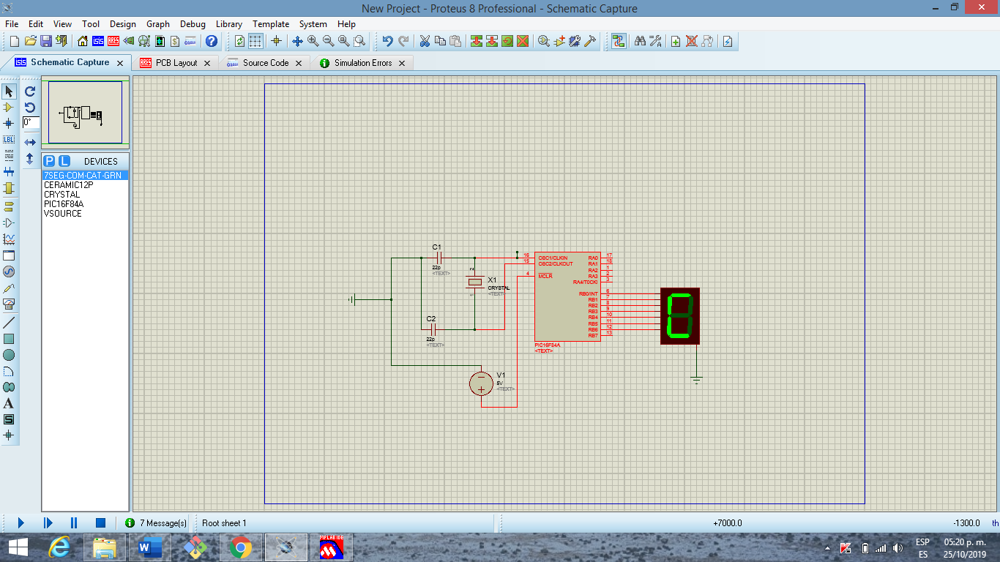 New Project - Proteus 8 Professional - Schematic Capture
File Edit View Tool Design Graph Debug Library Template System Help
Schematic Capture PCB Layout Source Code Simulation Errors
0°
LBL
P L DEVICES
7SEG-COM-CAT-GRN
CERAMIC12P
CRYSTAL
PIC16F84A
VSOURCE
C1
22p
<TEXT>
X1
CRYSTAL
<TEXT>
2
1
C2
22p
<TEXT>
V1
5V
<TEXT>
16 OSC1/CLKIN RA0 17
15 OSC2/CLKOUT RA1 18
RA2 1
4 MCLR RA3 2
RA4/T0CKI 3
RB0/INT 6
RB1 7
RB2 8
RB3 9
RB4 10
RB5 11
RB6 12
RB7 13
PIC16F84A
<TEXT>
7 Message(s) Root sheet 1 +7000.0 -1300.0 th
MPLAB IDE
ESP 05:20 p. m.
ES 25/10/2019